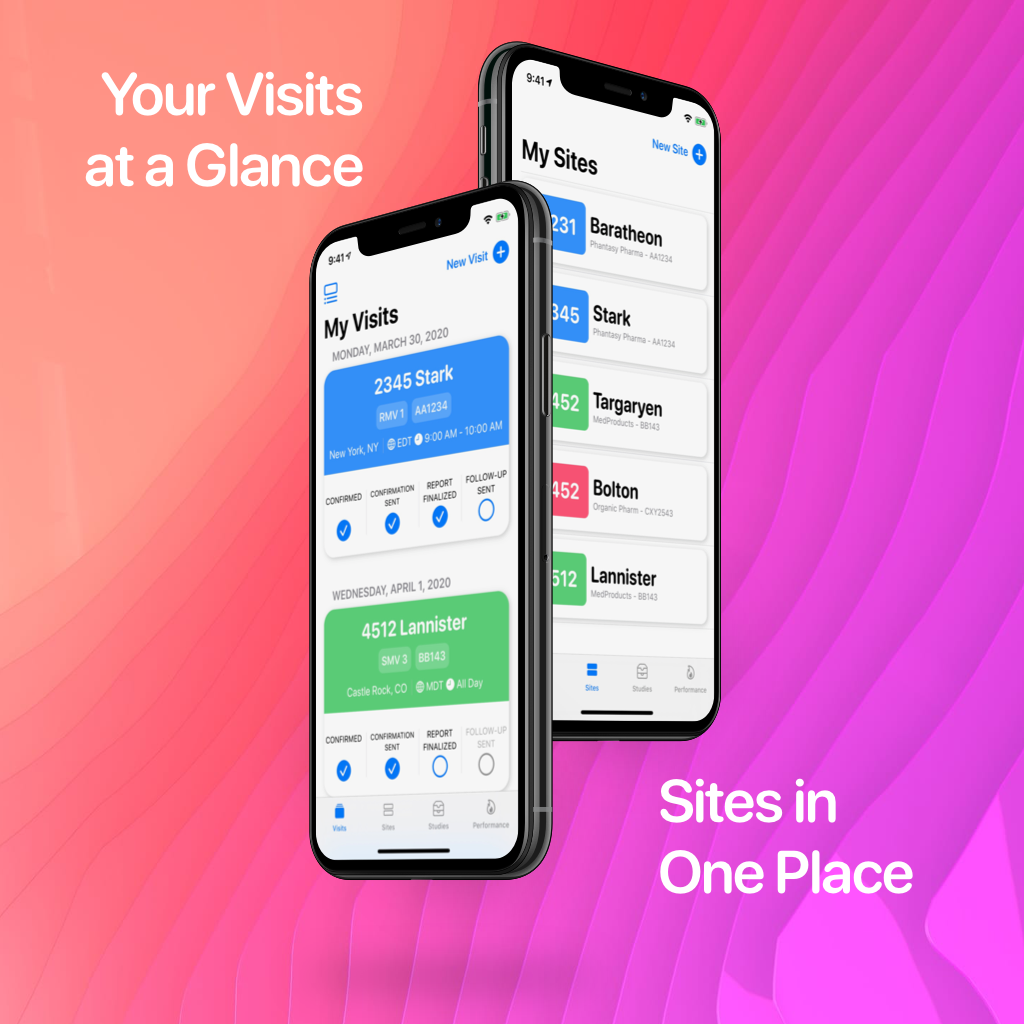 Your Visits
at a Glance
9:41
New Visit
My Visits
MONDAY, MARCH 30, 2020
2345 Stark
RMV 1 AA1234
New York, NY EDT 9:00 AM - 10:00 AM
CONFIRMED
CONFIRMATION
SENT
REPORT
FINALIZED
FOLLOW-UP
SENT
WEDNESDAY, APRIL 1, 2020
4512 Lannister
SMV 3 BB143
Castle Rock, CO MDT All Day
CONFIRMED
CONFIRMATION
SENT
REPORT
FINALIZED
FOLLOW-UP
SENT
Visits Sites Studies Performance
9:41
New Site
My Sites
231 Baratheon
Phantasy Pharma - AA1234
345 Stark
Phantasy Pharma - AA1234
452 Targaryen
MedProducts - BB143
452 Bolton
Organic Pharm - CXY2543
512 Lannister
MedProducts - BB143
Sites Studies Performance
Sites in
One Place